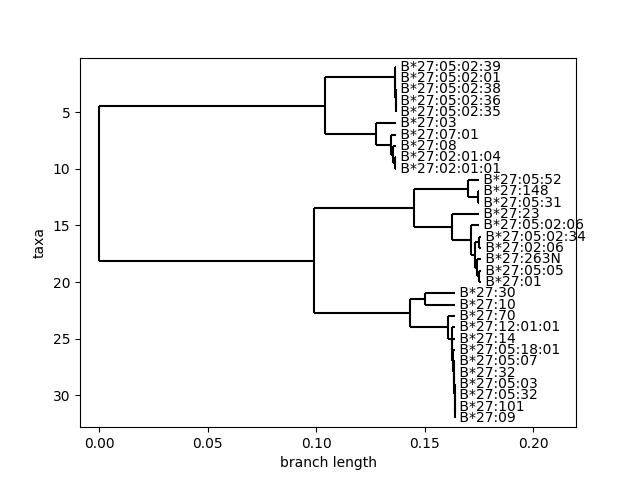 B*27:05:02:39
B*27:05:02:01
B*27:05:02:38
B*27:05:02:36
B*27:05:02:35
B*27:03
B*27:07:01
B*27:08
B*27:02:01:04
B*27:02:01:01
B*27:05:52
B*27:148
B*27:05:31
B*27:23
B*27:05:02:06
B*27:05:02:34
B*27:02:06
B*27:263N
B*27:05:05
B*27:01
B*27:30
B*27:10
B*27:70
B*27:12:01:01
B*27:14
B*27:05:18:01
B*27:05:07
B*27:32
B*27:05:03
B*27:05:32
B*27:101
B*27:09
5
10
15
20
25
30
taxa
0.00 0.05 0.10 0.15 0.20
branch length